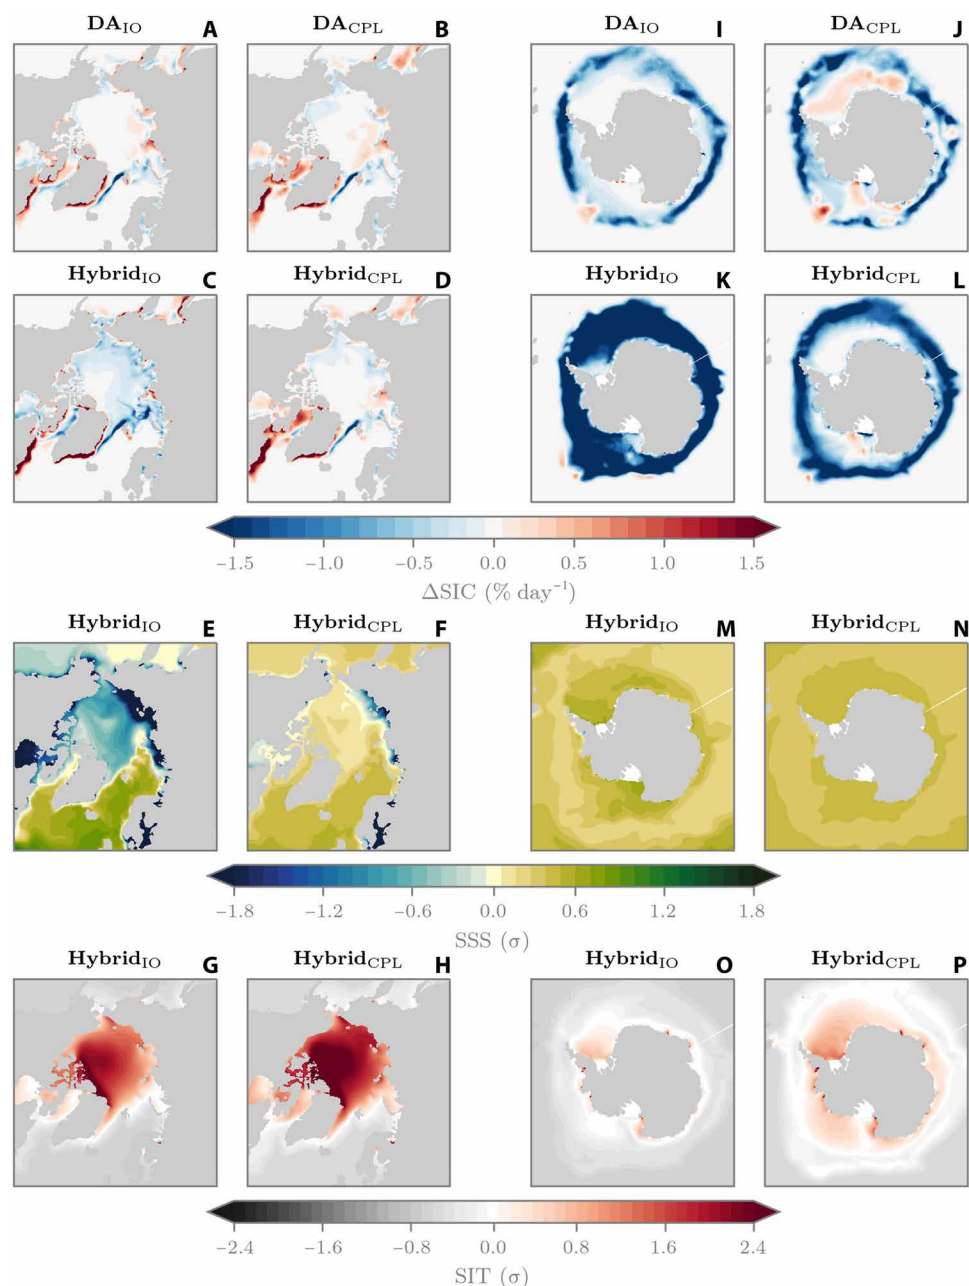 DA_IO A DA_CPL B DA_IO I DA_CPL J
Hybrid_IO C Hybrid_CPL D Hybrid_IO K Hybrid_CPL L
−1.5 −1.0 −0.5 0.0 0.5 1.0 1.5
ΔSIC (% day⁻¹)
Hybrid_IO E Hybrid_CPL F Hybrid_IO M Hybrid_CPL N
−1.8 −1.2 −0.6 0.0 0.6 1.2 1.8
SSS (σ)
Hybrid_IO G Hybrid_CPL H Hybrid_IO O Hybrid_CPL P
−2.4 −1.6 −0.8 0.0 0.8 1.6 2.4
SIT (σ)